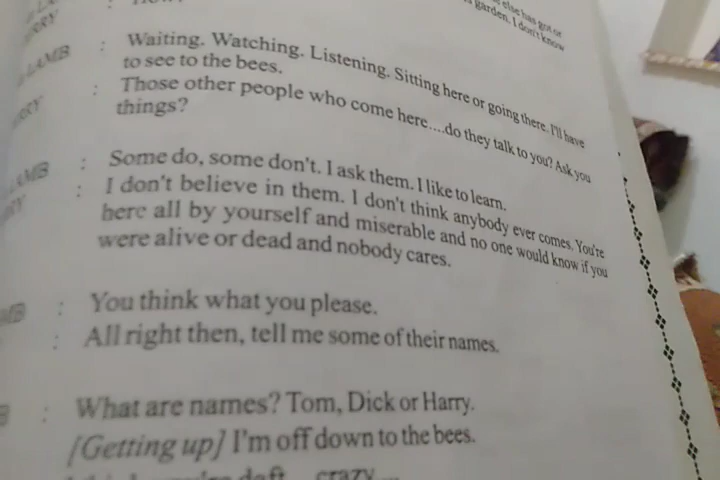 else has got or
garden. I don't know
LAMB : Waiting. Watching. Listening. Sitting here or going there. I'll have
to see to the bees.
: Those other people who come here....do they talk to you? Ask you
things?
: Some do, some don't. I ask them. I like to learn.
: I don't believe in them. I don't think anybody ever comes. You're
here all by yourself and miserable and no one would know if you
were alive or dead and nobody cares.
: You think what you please.
: All right then, tell me some of their names.
: What are names? Tom, Dick or Harry.
[Getting up] I'm off down to the bees.
daft crazy...